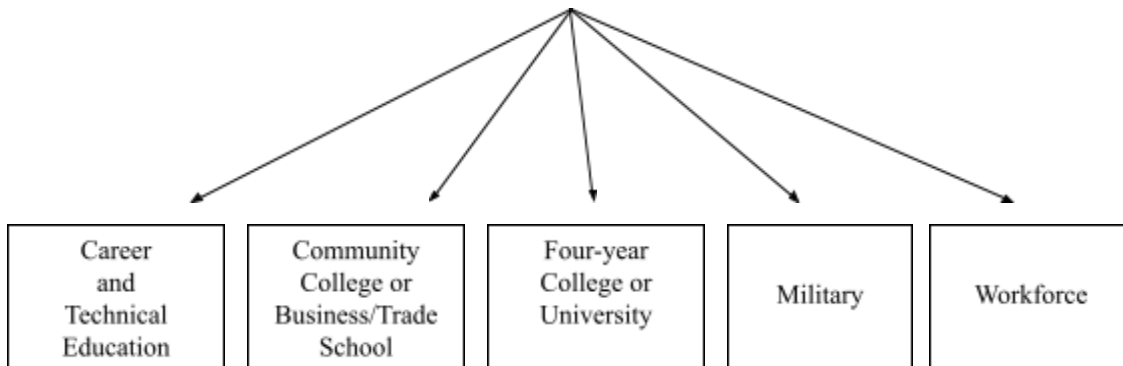 Career
and
Technical
Education
Community
College or
Business/Trade
School
Four-year
College or
University
Military
Workforce